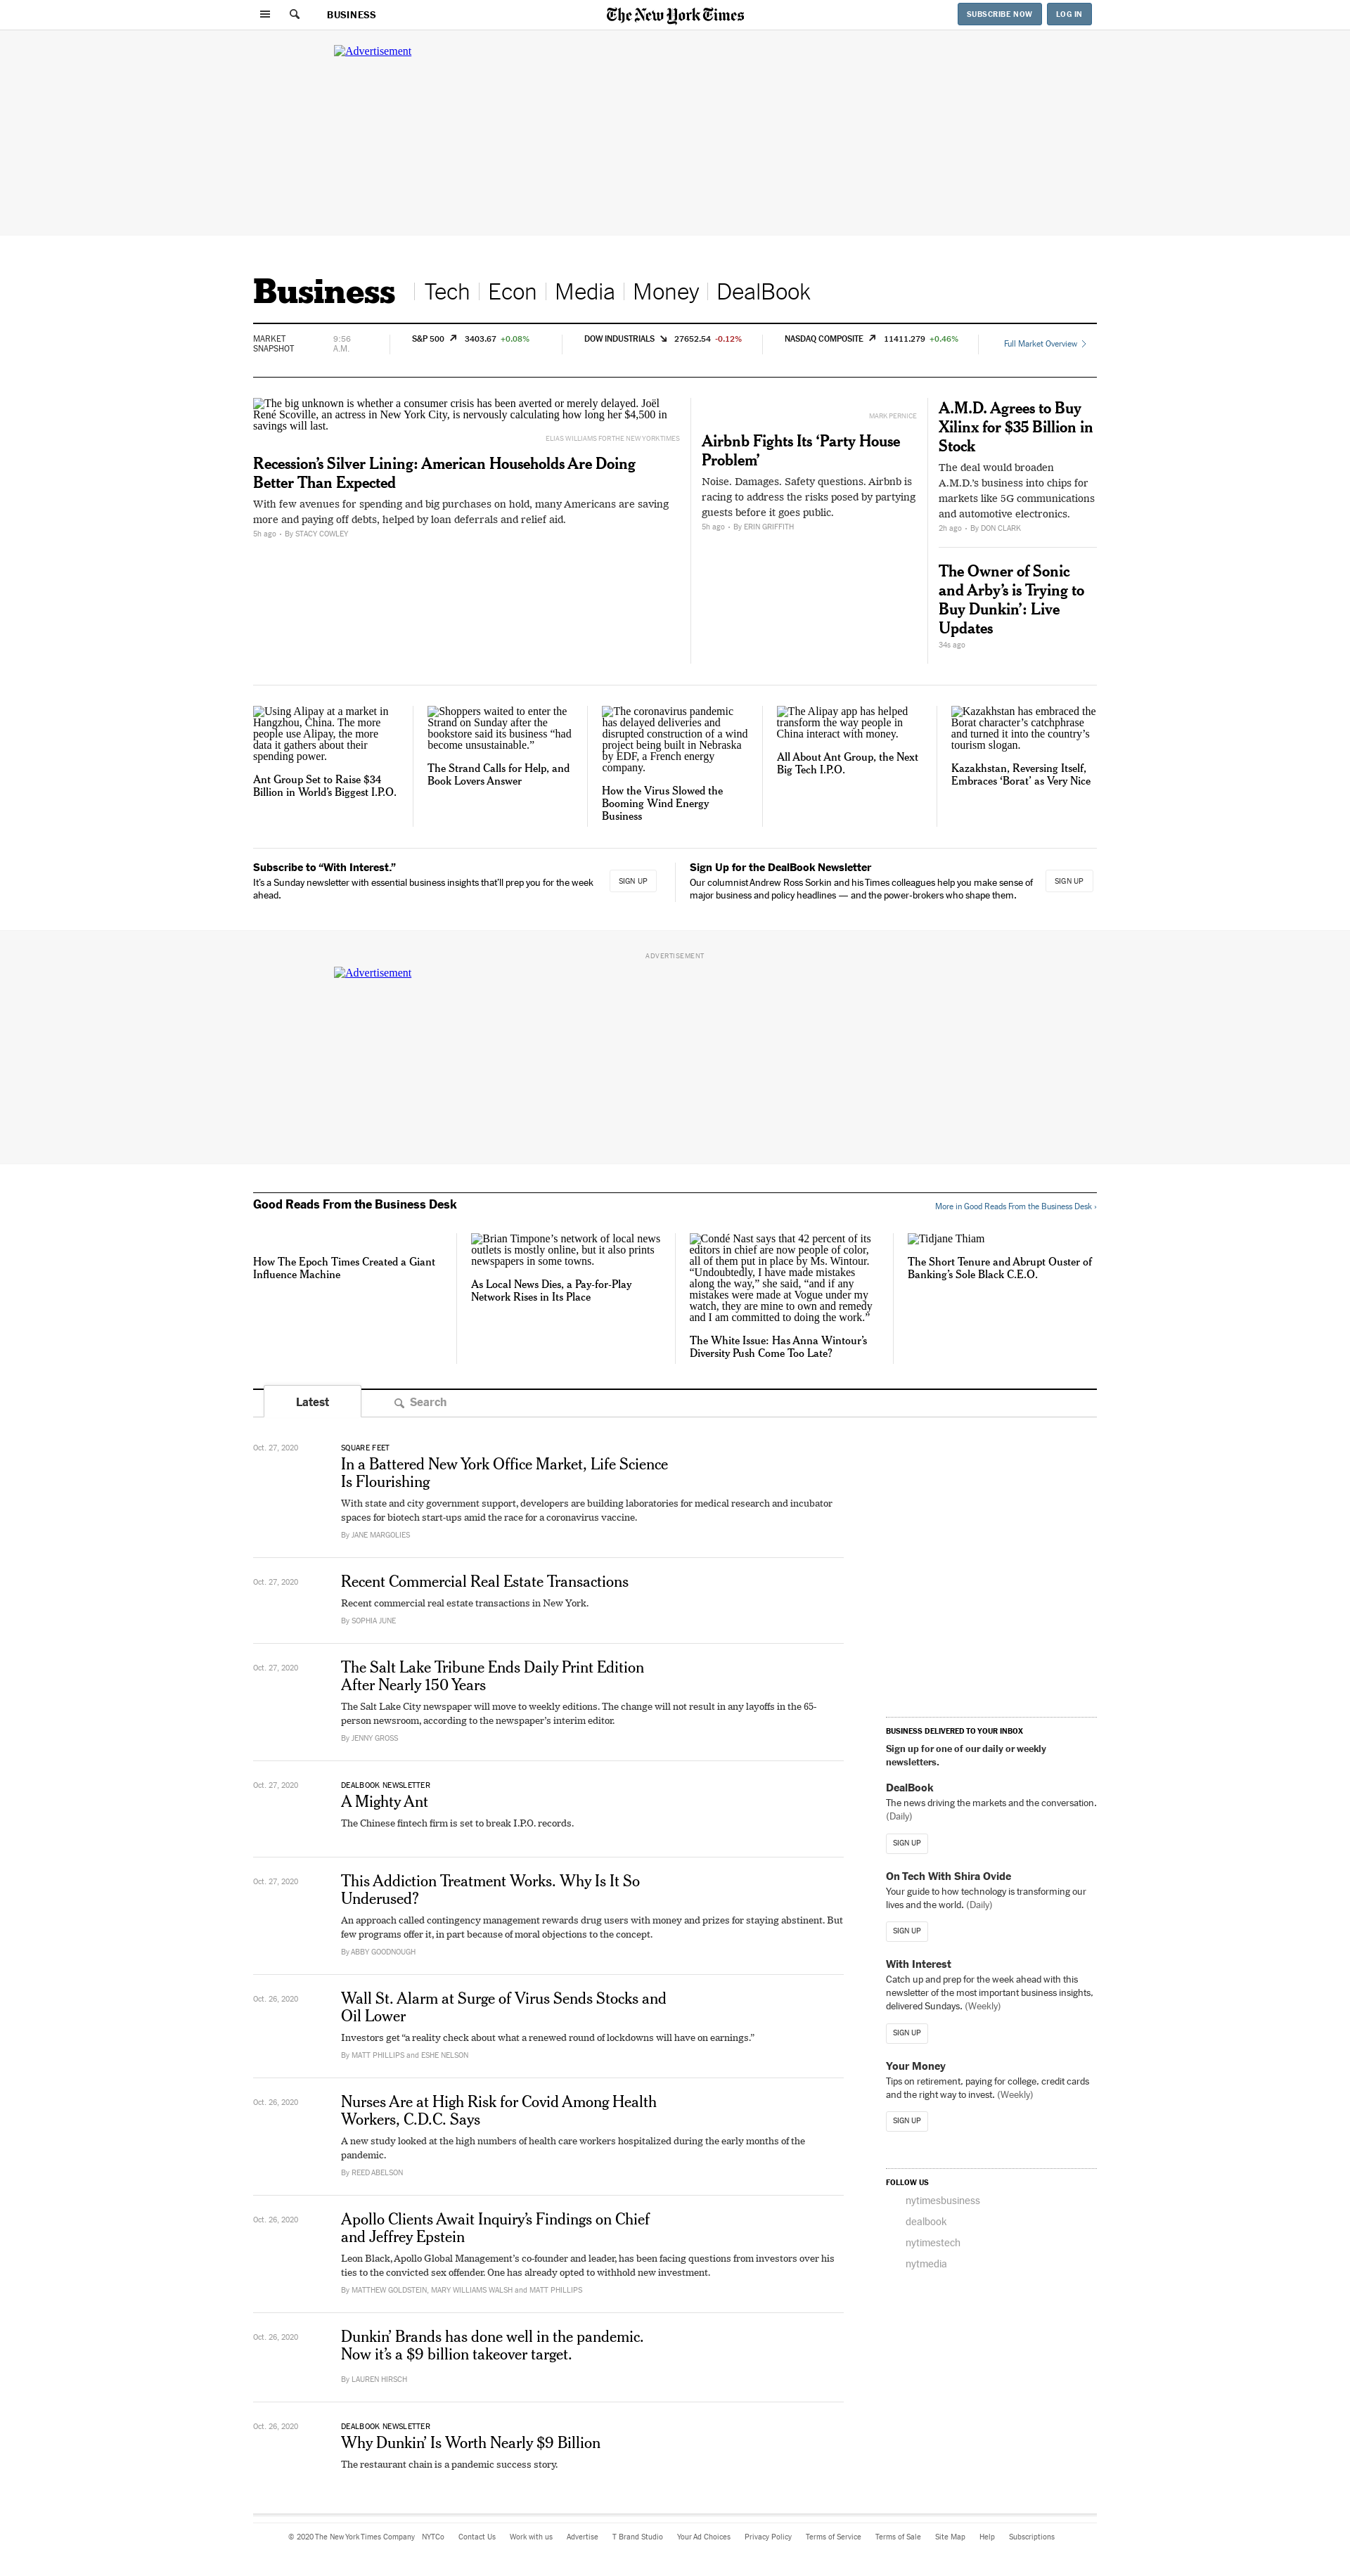 BUSINESS
The New York Times
SUBSCRIBE NOW
LOG IN
Advertisement
Business
Tech
Econ
Media
Money
DealBook
MARKET
SNAPSHOT
9:56
A.M.
S&P 500 3403.67 +0.08%
DOW INDUSTRIALS 27652.54 -0.12%
NASDAQ COMPOSITE 11411.279 +0.46%
Full Market Overview
The big unknown is whether a consumer crisis has been averted or merely delayed. Joël
René Scoville, an actress in New York City, is nervously calculating how long her $4,500 in
savings will last.
ELIAS WILLIAMS FOR THE NEW YORK TIMES
Recession’s Silver Lining: American Households Are Doing
Better Than Expected
With few avenues for spending and big purchases on hold, many Americans are saving
more and paying off debts, helped by loan deferrals and relief aid.
5h ago • By STACY COWLEY
MARK PERNICE
Airbnb Fights Its ‘Party House
Problem’
Noise. Damages. Safety questions. Airbnb is
racing to address the risks posed by partying
guests before it goes public.
5h ago • By ERIN GRIFFITH
A.M.D. Agrees to Buy
Xilinx for $35 Billion in
Stock
The deal would broaden
A.M.D.’s business into chips for
markets like 5G communications
and automotive electronics.
2h ago • By DON CLARK
The Owner of Sonic
and Arby’s is Trying to
Buy Dunkin’: Live
Updates
34s ago
Using Alipay at a market in
Hangzhou, China. The more
people use Alipay, the more
data it gathers about their
spending power.
Ant Group Set to Raise $34
Billion in World’s Biggest I.P.O.
Shoppers waited to enter the
Strand on Sunday after the
bookstore said its business “had
become unsustainable.”
The Strand Calls for Help, and
Book Lovers Answer
The coronavirus pandemic
has delayed deliveries and
disrupted construction of a wind
project being built in Nebraska
by EDF, a French energy
company.
How the Virus Slowed the
Booming Wind Energy
Business
The Alipay app has helped
transform the way people in
China interact with money.
All About Ant Group, the Next
Big Tech I.P.O.
Kazakhstan has embraced the
Borat character’s catchphrase
and turned it into the country’s
tourism slogan.
Kazakhstan, Reversing Itself,
Embraces ‘Borat’ as Very Nice
Subscribe to “With Interest.”
It’s a Sunday newsletter with essential business insights that’ll prep you for the week
ahead.
SIGN UP
Sign Up for the DealBook Newsletter
Our columnist Andrew Ross Sorkin and his Times colleagues help you make sense of
major business and policy headlines — and the power-brokers who shape them.
SIGN UP
ADVERTISEMENT
Advertisement
Good Reads From the Business Desk
More in Good Reads From the Business Desk ›
How The Epoch Times Created a Giant
Influence Machine
Brian Timpone’s network of local news
outlets is mostly online, but it also prints
newspapers in some towns.
As Local News Dies, a Pay-for-Play
Network Rises in Its Place
Condé Nast says that 42 percent of its
editors in chief are now people of color,
all of them put in place by Ms. Wintour.
“Undoubtedly, I have made mistakes
along the way,” she said, “and if any
mistakes were made at Vogue under my
watch, they are mine to own and remedy
and I am committed to doing the work.”
The White Issue: Has Anna Wintour’s
Diversity Push Come Too Late?
Tidjane Thiam
The Short Tenure and Abrupt Ouster of
Banking’s Sole Black C.E.O.
Latest
Search
Oct. 27, 2020
SQUARE FEET
In a Battered New York Office Market, Life Science
Is Flourishing
With state and city government support, developers are building laboratories for medical research and incubator
spaces for biotech start-ups amid the race for a coronavirus vaccine.
By JANE MARGOLIES
Oct. 27, 2020
Recent Commercial Real Estate Transactions
Recent commercial real estate transactions in New York.
By SOPHIA JUNE
Oct. 27, 2020
The Salt Lake Tribune Ends Daily Print Edition
After Nearly 150 Years
The Salt Lake City newspaper will move to weekly editions. The change will not result in any layoffs in the 65-
person newsroom, according to the newspaper’s interim editor.
By JENNY GROSS
Oct. 27, 2020
DEALBOOK NEWSLETTER
A Mighty Ant
The Chinese fintech firm is set to break I.P.O. records.
Oct. 27, 2020
This Addiction Treatment Works. Why Is It So
Underused?
An approach called contingency management rewards drug users with money and prizes for staying abstinent. But
few programs offer it, in part because of moral objections to the concept.
By ABBY GOODNOUGH
Oct. 26, 2020
Wall St. Alarm at Surge of Virus Sends Stocks and
Oil Lower
Investors get “a reality check about what a renewed round of lockdowns will have on earnings.”
By MATT PHILLIPS and ESHE NELSON
Oct. 26, 2020
Nurses Are at High Risk for Covid Among Health
Workers, C.D.C. Says
A new study looked at the high numbers of health care workers hospitalized during the early months of the
pandemic.
By REED ABELSON
Oct. 26, 2020
Apollo Clients Await Inquiry’s Findings on Chief
and Jeffrey Epstein
Leon Black, Apollo Global Management’s co-founder and leader, has been facing questions from investors over his
ties to the convicted sex offender. One has already opted to withhold new investment.
By MATTHEW GOLDSTEIN, MARY WILLIAMS WALSH and MATT PHILLIPS
Oct. 26, 2020
Dunkin’ Brands has done well in the pandemic.
Now it’s a $9 billion takeover target.
By LAUREN HIRSCH
Oct. 26, 2020
DEALBOOK NEWSLETTER
Why Dunkin’ Is Worth Nearly $9 Billion
The restaurant chain is a pandemic success story.
BUSINESS DELIVERED TO YOUR INBOX
Sign up for one of our daily or weekly
newsletters.
DealBook
The news driving the markets and the conversation.
(Daily)
SIGN UP
On Tech With Shira Ovide
Your guide to how technology is transforming our
lives and the world. (Daily)
SIGN UP
With Interest
Catch up and prep for the week ahead with this
newsletter of the most important business insights,
delivered Sundays. (Weekly)
SIGN UP
Your Money
Tips on retirement, paying for college, credit cards
and the right way to invest. (Weekly)
SIGN UP
FOLLOW US
nytimesbusiness
dealbook
nytimestech
nytmedia
© 2020 The New York Times Company NYTCo Contact Us Work with us Advertise T Brand Studio Your Ad Choices Privacy Policy Terms of Service Terms of Sale Site Map Help Subscriptions